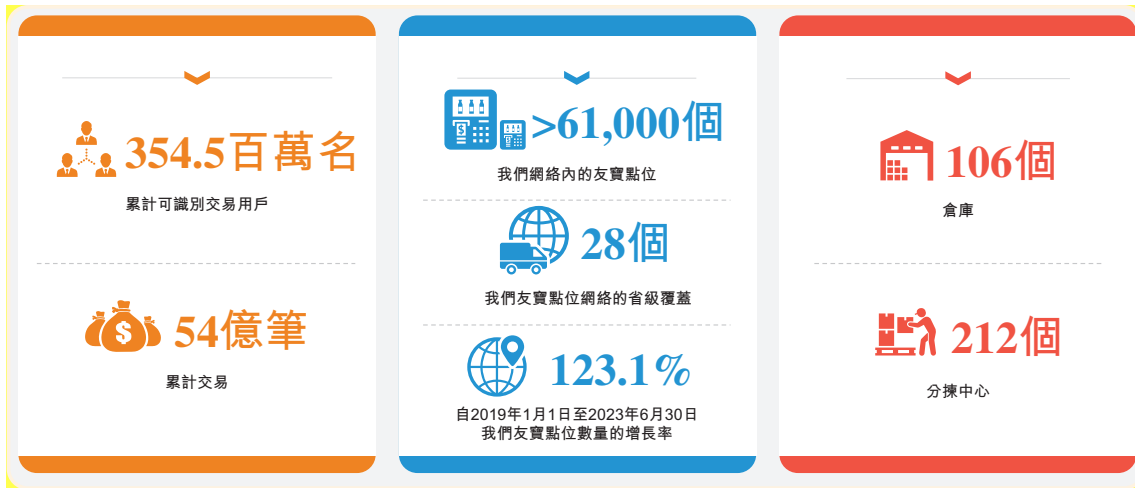 354.5百萬名
累計可識別交易用戶
54億筆
累計交易
>61,000個
我們網絡內的友寶點位
28個
我們友寶點位網絡的省級覆蓋
123.1%
自2019年1月1日至2023年6月30日
我們友寶點位數量的增長率
106個
倉庫
212個
分揀中心